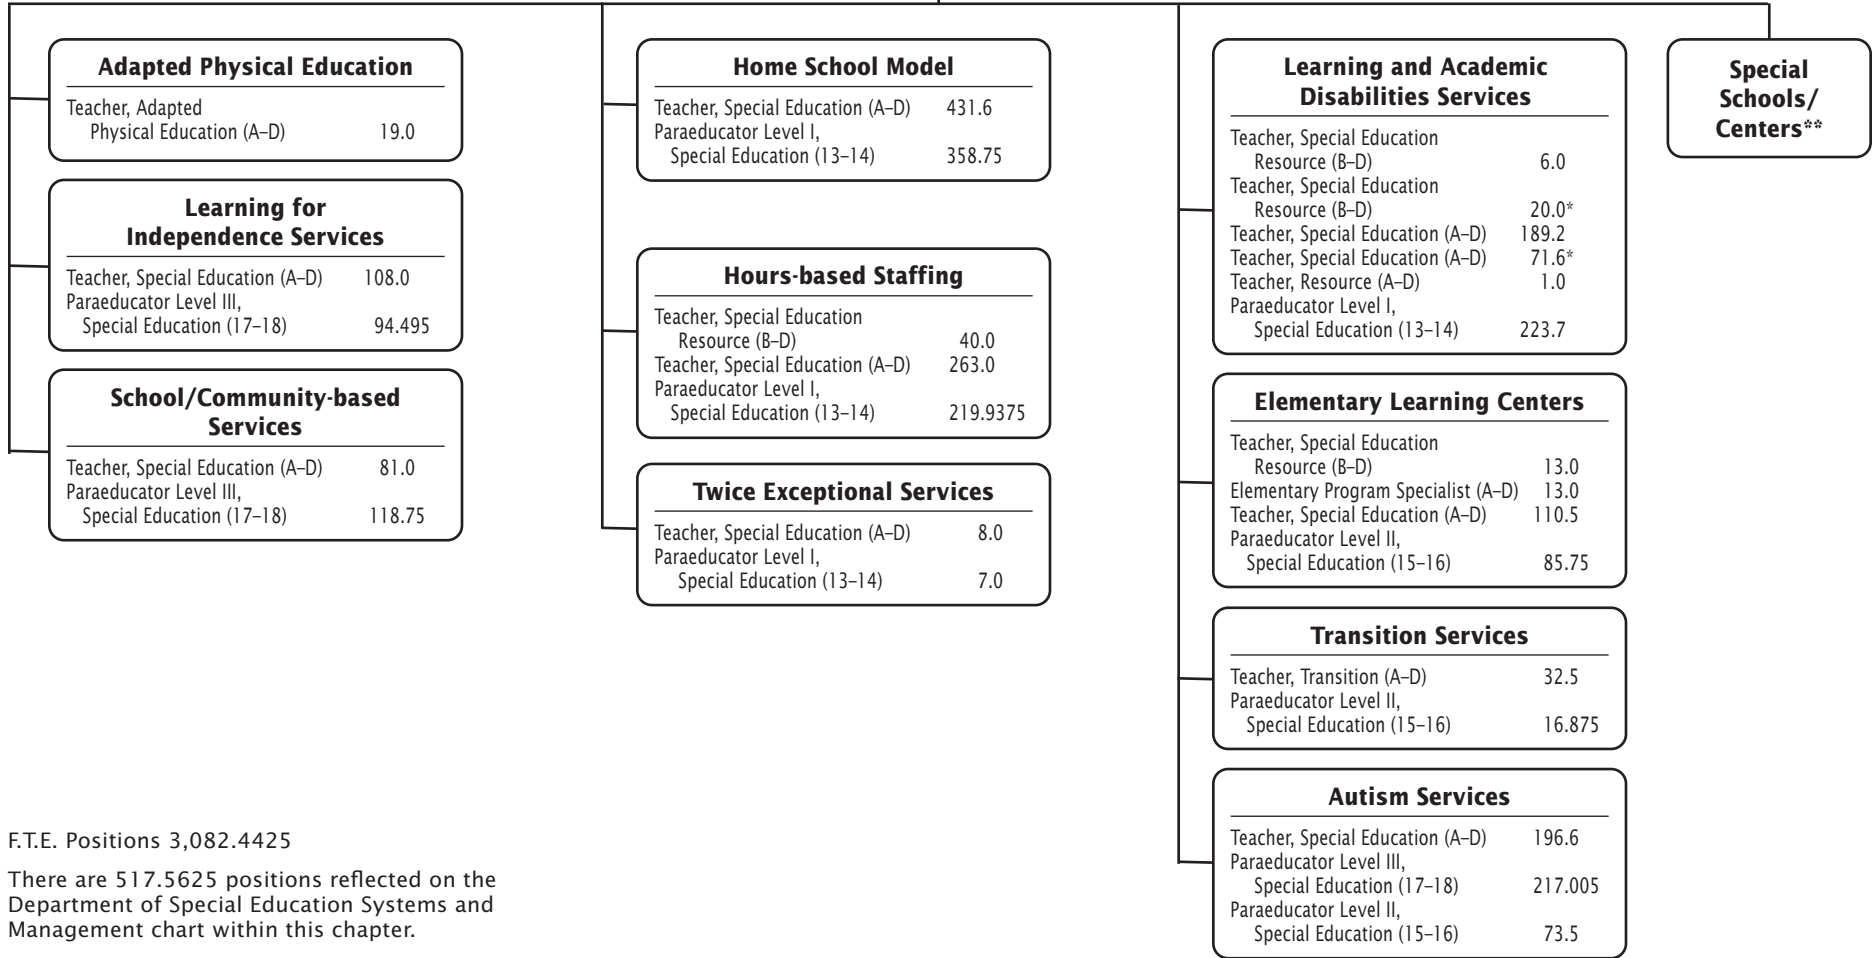 Adapted Physical Education
Teacher, Adapted
Physical Education (A–D) 19.0
Learning for
Independence Services
Teacher, Special Education (A–D) 108.0
Paraeducator Level III,
Special Education (17–18) 94.495
School/Community-based
Services
Teacher, Special Education (A–D) 81.0
Paraeducator Level III,
Special Education (17–18) 118.75
Home School Model
Teacher, Special Education (A–D) 431.6
Paraeducator Level I,
Special Education (13–14) 358.75
Hours-based Staffing
Teacher, Special Education
Resource (B–D) 40.0
Teacher, Special Education (A–D) 263.0
Paraeducator Level I,
Special Education (13–14) 219.9375
Twice Exceptional Services
Teacher, Special Education (A–D) 8.0
Paraeducator Level I,
Special Education (13–14) 7.0
Learning and Academic
Disabilities Services
Teacher, Special Education
Resource (B–D) 6.0
Teacher, Special Education
Resource (B–D) 20.0*
Teacher, Special Education (A–D) 189.2
Teacher, Special Education (A–D) 71.6*
Teacher, Resource (A–D) 1.0
Paraeducator Level I,
Special Education (13–14) 223.7
Elementary Learning Centers
Teacher, Special Education
Resource (B–D) 13.0
Elementary Program Specialist (A–D) 13.0
Teacher, Special Education (A–D) 110.5
Paraeducator Level II,
Special Education (15–16) 85.75
Transition Services
Teacher, Transition (A–D) 32.5
Paraeducator Level II,
Special Education (15–16) 16.875
Autism Services
Teacher, Special Education (A–D) 196.6
Paraeducator Level III,
Special Education (17–18) 217.005
Paraeducator Level II,
Special Education (15–16) 73.5
Special
Schools/
Centers**
F.T.E. Positions 3,082.4425
There are 517.5625 positions reflected on the
Department of Special Education Systems and
Management chart within this chapter.